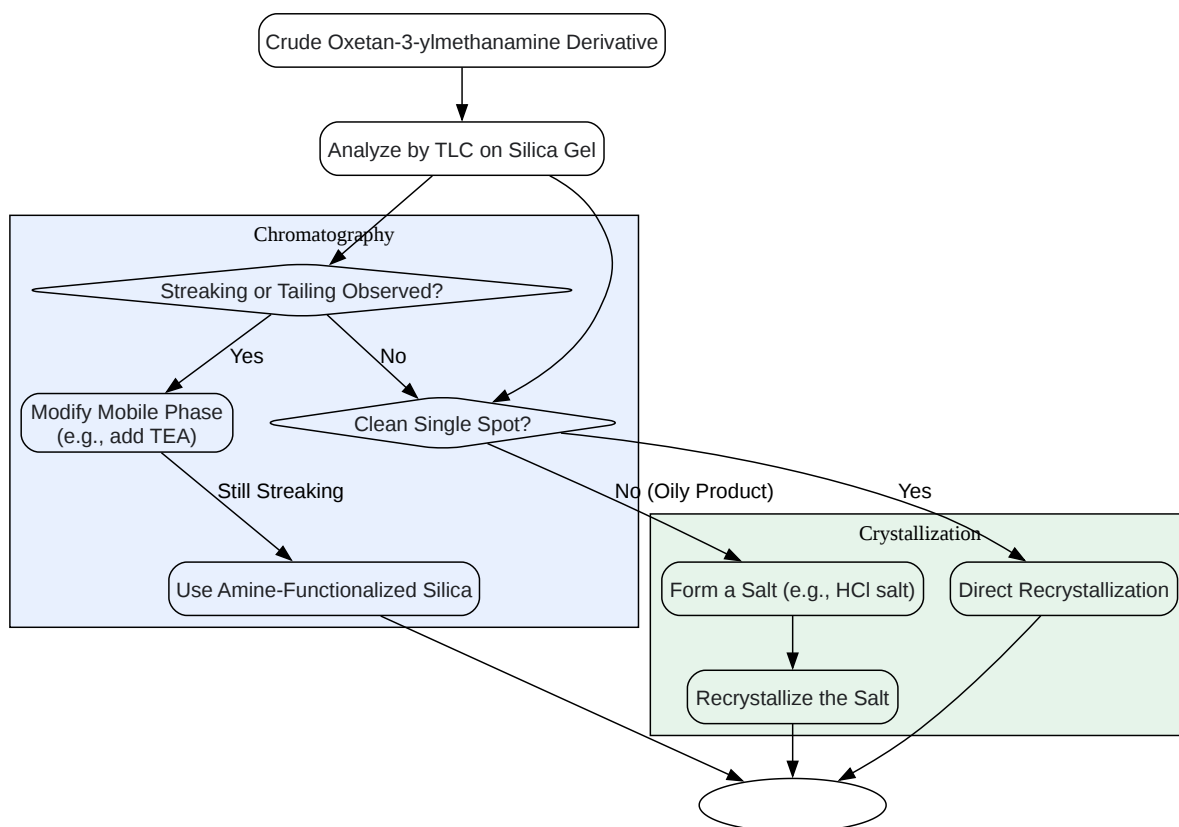 Crude Oxetan-3-ylmethanamine Derivative
Analyze by TLC on Silica Gel
Chromatography
Streaking or Tailing Observed?
Yes
No
Modify Mobile Phase
(e.g., add TEA)
Clean Single Spot?
Still Streaking
No (Oily Product)
Yes
Crystallization
Use Amine-Functionalized Silica
Form a Salt (e.g., HCl salt)
Direct Recrystallization
Recrystallize the Salt